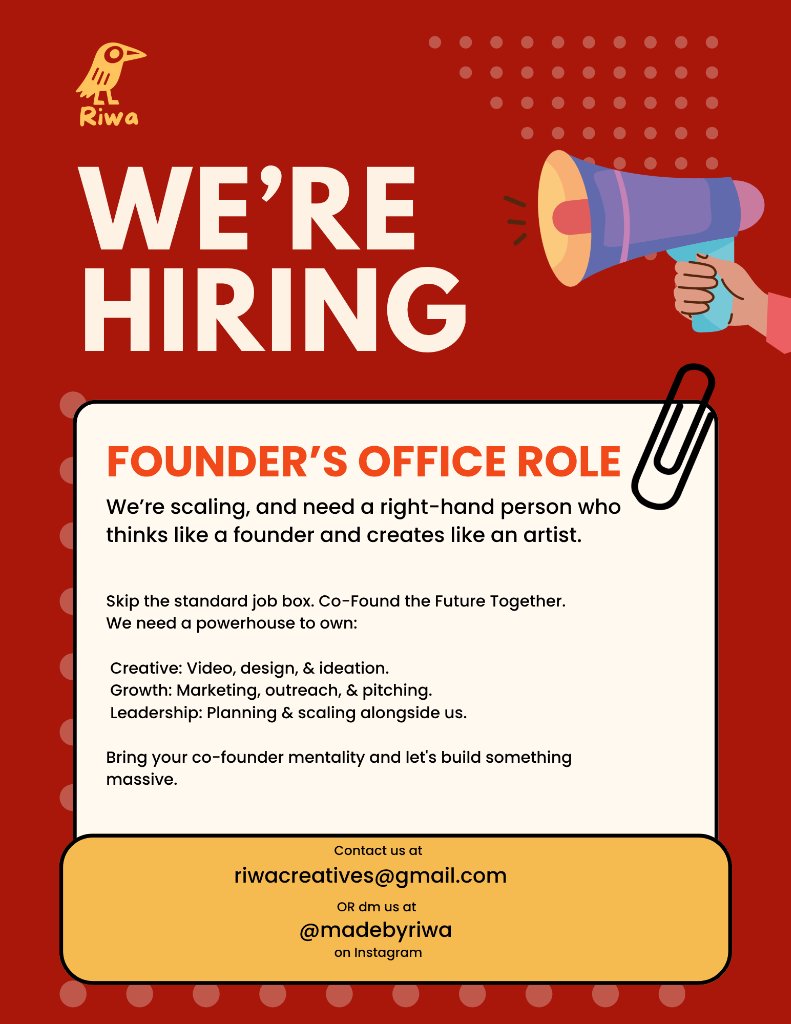 Riwa
WE’RE
HIRING
FOUNDER’S OFFICE ROLE
We’re scaling, and need a right-hand person who
thinks like a founder and creates like an artist.
Skip the standard job box. Co-Found the Future Together.
We need a powerhouse to own:
Creative: Video, design, & ideation.
Growth: Marketing, outreach, & pitching.
Leadership: Planning & scaling alongside us.
Bring your co-founder mentality and let's build something
massive.
Contact us at
riwacreatives@gmail.com
OR dm us at
@madebyriwa
on Instagram